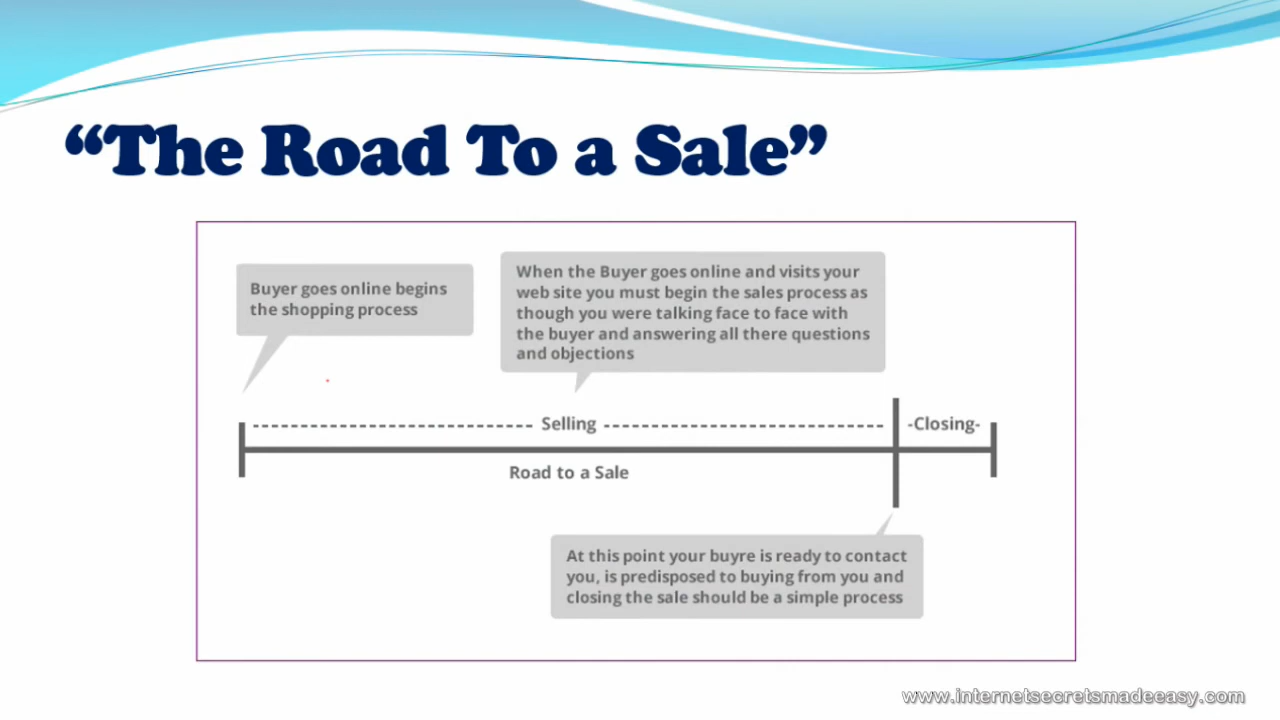 “The Road To a Sale”
Buyer goes online begins
the shopping process
When the Buyer goes online and visits your
web site you must begin the sales process as
though you were talking face to face with
the buyer and answering all there questions
and objections
Selling
-Closing-
Road to a Sale
At this point your buyre is ready to contact
you, is predisposed to buying from you and
closing the sale should be a simple process
www.internetsecretsmadeeasy.com